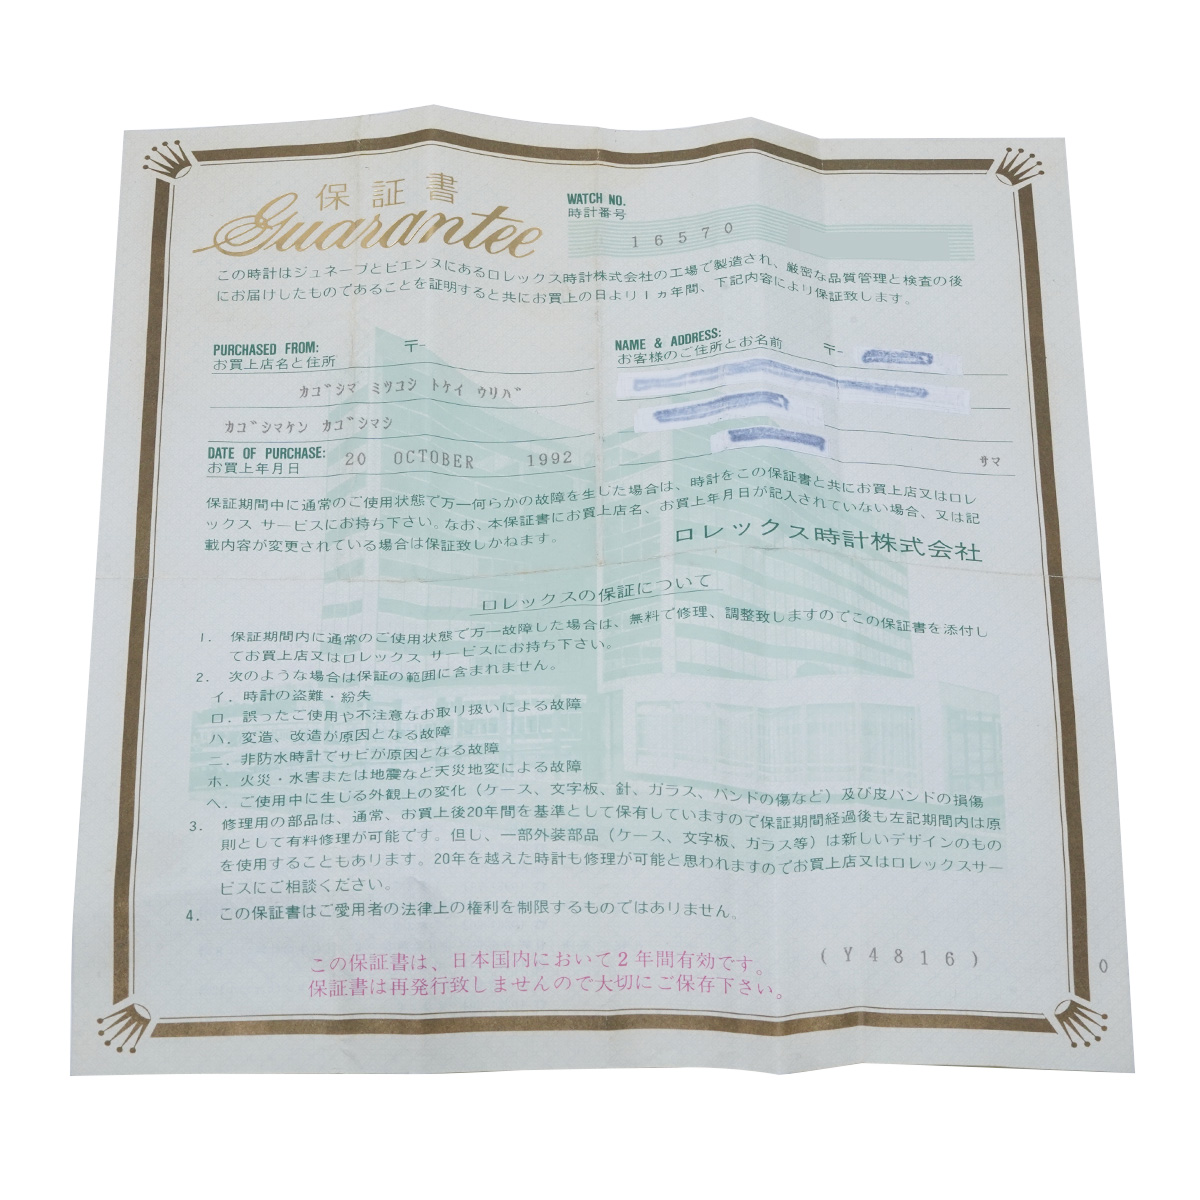 保証書
Guarantee
WATCH NO.
時計番号
16570
この時計はジュネーブとビエンヌにあるロレックス時計株式会社の工場で製造され、厳密な品質管理と検査の後
にお届けしたものであることを証明すると共にお買上の日より1ヵ年間、下記内容により保証致します。
PURCHASED FROM: 〒-
お買上店名と住所
カゴシマ ミツコシ トケイ ウリバ
カゴシマケン カゴシマシ
NAME & ADDRESS: 〒-
お客様のご住所とお名前
サマ
DATE OF PURCHASE:
お買上年月日
20 OCTOBER 1992
保証期間中に通常のご使用状態で万一何らかの故障を生じた場合は、時計をこの保証書と共にお買上店又はロレ
ックス サービスにお持ち下さい。なお、本保証書にお買上店名、お買上年月日が記入されていない場合、又は記
載内容が変更されている場合は保証致しかねます。
ロレックス時計株式会社
ロレックスの保証について
1. 保証期間内に通常のご使用状態で万一故障した場合は、無料で修理、調整致しますのでこの保証書を添付し
てお買上店又はロレックス サービスにお持ち下さい。
2. 次のような場合は保証の範囲に含まれません。
イ. 時計の盗難・紛失
ロ. 誤ったご使用や不注意なお取り扱いによる故障
ハ. 変造、改造が原因となる故障
ニ. 非防水時計でサビが原因となる故障
ホ. 火災・水害または地震など天災地変による故障
ヘ. ご使用中に生じる外観上の変化（ケース、文字板、針、ガラス、バンドの傷など）及び皮バンドの損傷
3. 修理用の部品は、通常、お買上後20年間を基準として保有していますので保証期間経過後も左記期間内は原
則として有料修理が可能です。但し、一部外装部品（ケース、文字板、ガラス等）は新しいデザインのもの
を使用することもあります。20年を越えた時計も修理が可能と思われますのでお買上店又はロレックスサー
ビスにご相談ください。
4. この保証書はご愛用者の法律上の権利を制限するものではありません。
この保証書は、日本国内において2年間有効です。
保証書は再発行致しませんので大切にご保存下さい。
(Y4816)
0